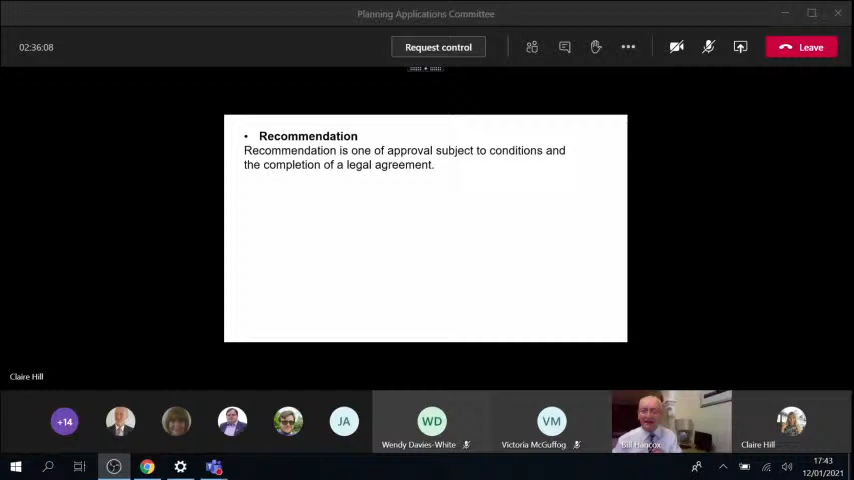 Planning Applications Committee
02:36:08
Request control
Leave
• Recommendation
Recommendation is one of approval subject to conditions and
the completion of a legal agreement.
Claire Hill
+14
JA
WD
VM
Wendy Davies-White
Victoria McGuffog
Bill Hancox
Claire Hill
17:43
12/01/2021